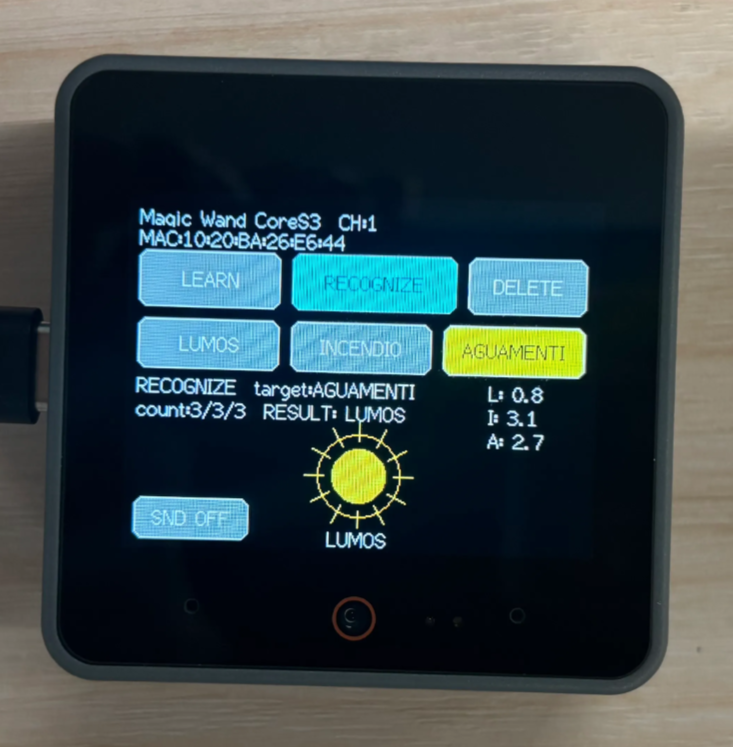 Magic Wand CoreS3 CH:1
MAC:10:20:BA:26:E6:44
LEARN RECOGNIZE DELETE
LUMOS INCENDIO AGUAMENTI
RECOGNIZE target:AGUAMENTI
count:3/3/3 RESULT: LUMOS
L: 0.8
I: 3.1
A: 2.7
SND OFF
LUMOS